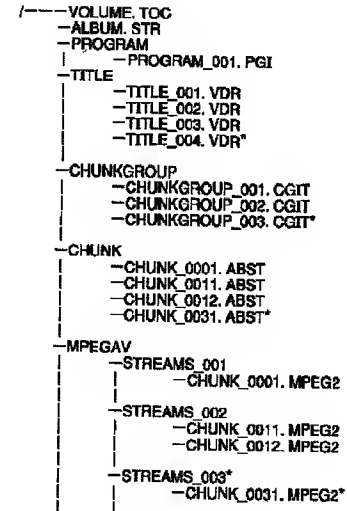 /----VOLUME. TOC
—ALBUM. STR
—PROGRAM
—PROGRAM_001. PGI
—TITLE
—TITLE_001. VDR
—TITLE_002. VDR
—TITLE_003. VDR
—TITLE_004. VDR*
—CHUNKGROUP
—CHUNKGROUP_001. CGIT
—CHUNKGROUP_002. CGIT
—CHUNKGROUP_003. CGIT*
—CHUNK
—CHUNK_0001. ABST
—CHUNK_0011. ABST
—CHUNK_0012. ABST
—CHUNK_0031. ABST*
—MPEGAV
—STREAMS_001
—CHUNK_0001. MPEG2
—STREAMS_002
—CHUNK_0011. MPEG2
—CHUNK_0012. MPEG2
—STREAMS_003*
—CHUNK_0031. MPEG2*